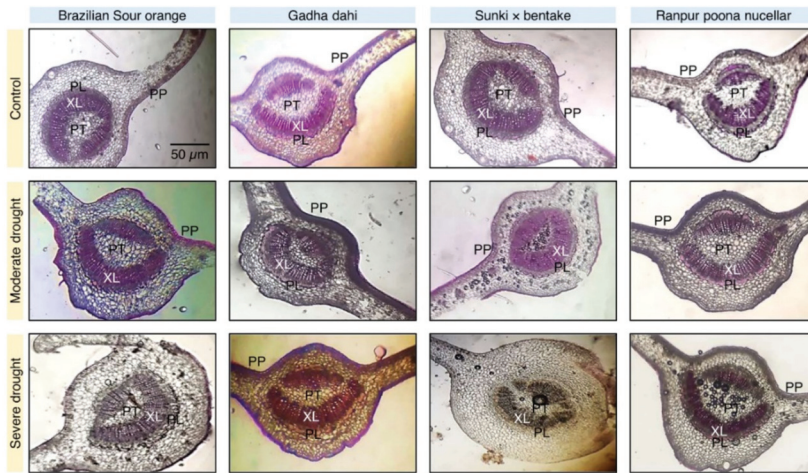 Brazilian Sour orange
Gadha dahi
Sunki × bentake
Ranpur poona nucellar
Control
PL
XL
PT
PP
50 µm
PP
PT
XL
PL
PT
XL
PL
PP
PP
PT
XL
PL
Moderate drought
PT
PP
XL
PP
PT
XL
PL
PP
XL
PL
PP
PT
XL
Severe drought
PT
XL
PL
PP
PT
XL
PL
PT
XL
PL
PP
PT
XL
PL